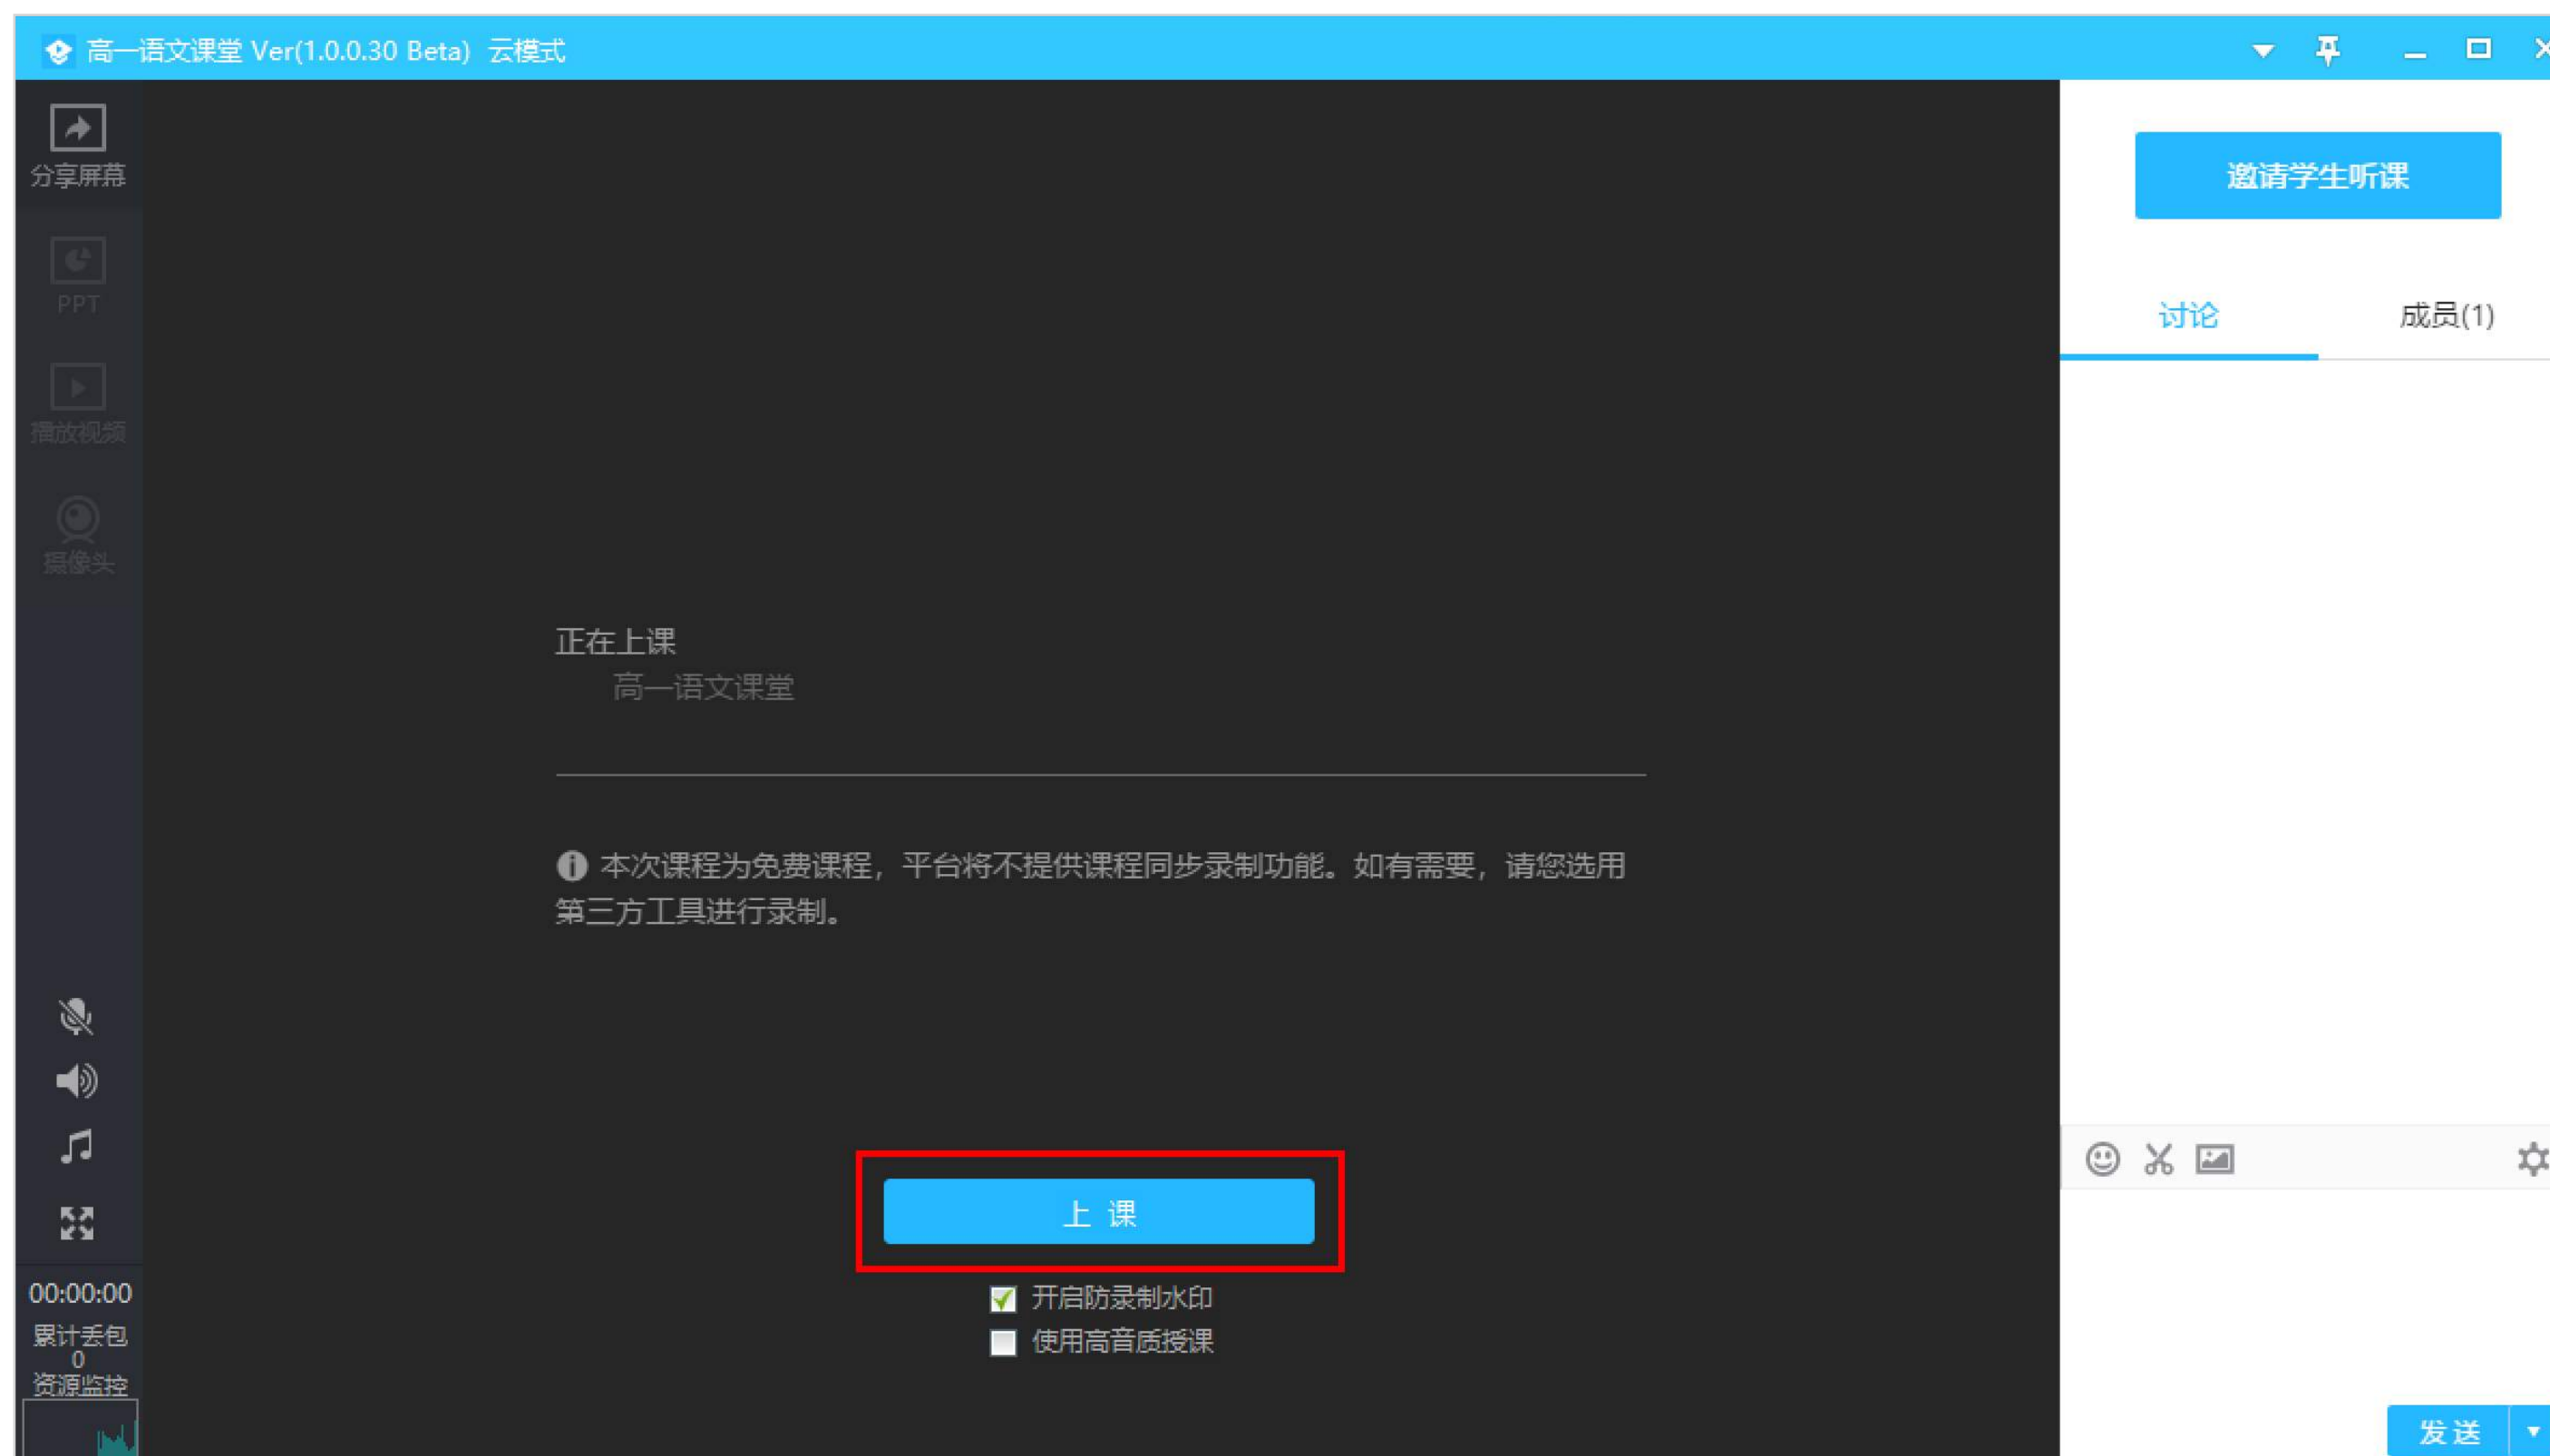 高一语文课堂 Ver(1.0.0.30 Beta) 云模式
分享屏幕
PPT
播放视频
摄像头
正在上课
高一语文课堂
本次课程为免费课程，平台将不提供课程同步录制功能。如有需要，请您选用
第三方工具进行录制。
上 课
开启防录制水印
使用高音质授课
00:00:00
累计丢包
0
资源监控
邀请学生听课
讨论
成员(1)
发送